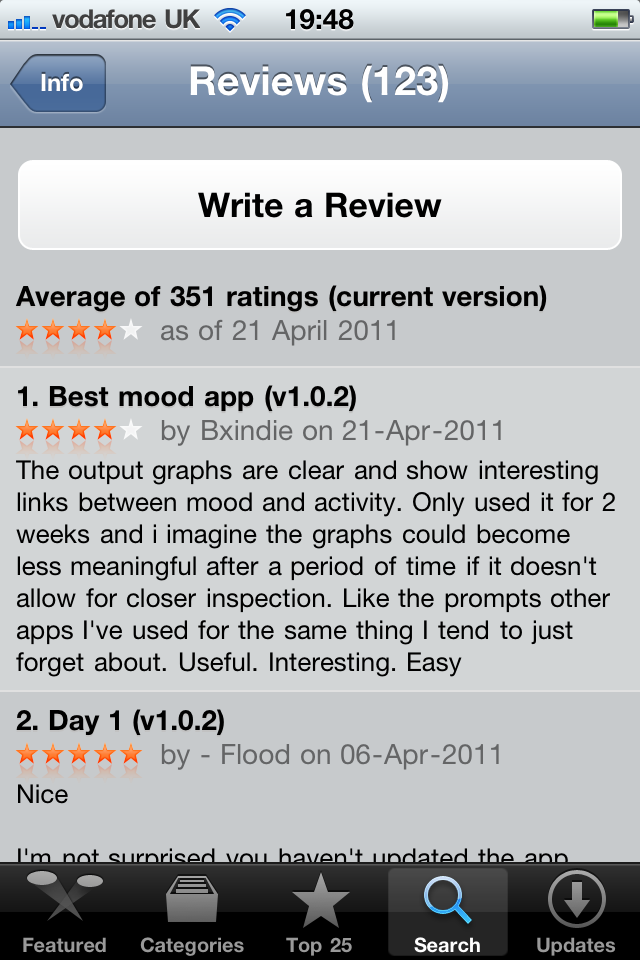 vodafone UK 19:48
Info
Reviews (123)
Write a Review
Average of 351 ratings (current version)
as of 21 April 2011
1. Best mood app (v1.0.2)
by Bxindie on 21-Apr-2011
The output graphs are clear and show interesting
links between mood and activity. Only used it for 2
weeks and i imagine the graphs could become
less meaningful after a period of time if it doesn't
allow for closer inspection. Like the prompts other
apps I've used for the same thing I tend to just
forget about. Useful. Interesting. Easy
2. Day 1 (v1.0.2)
by - Flood on 06-Apr-2011
Nice
I'm not surprised you haven't updated the app
Featured Categories Top 25 Search Updates